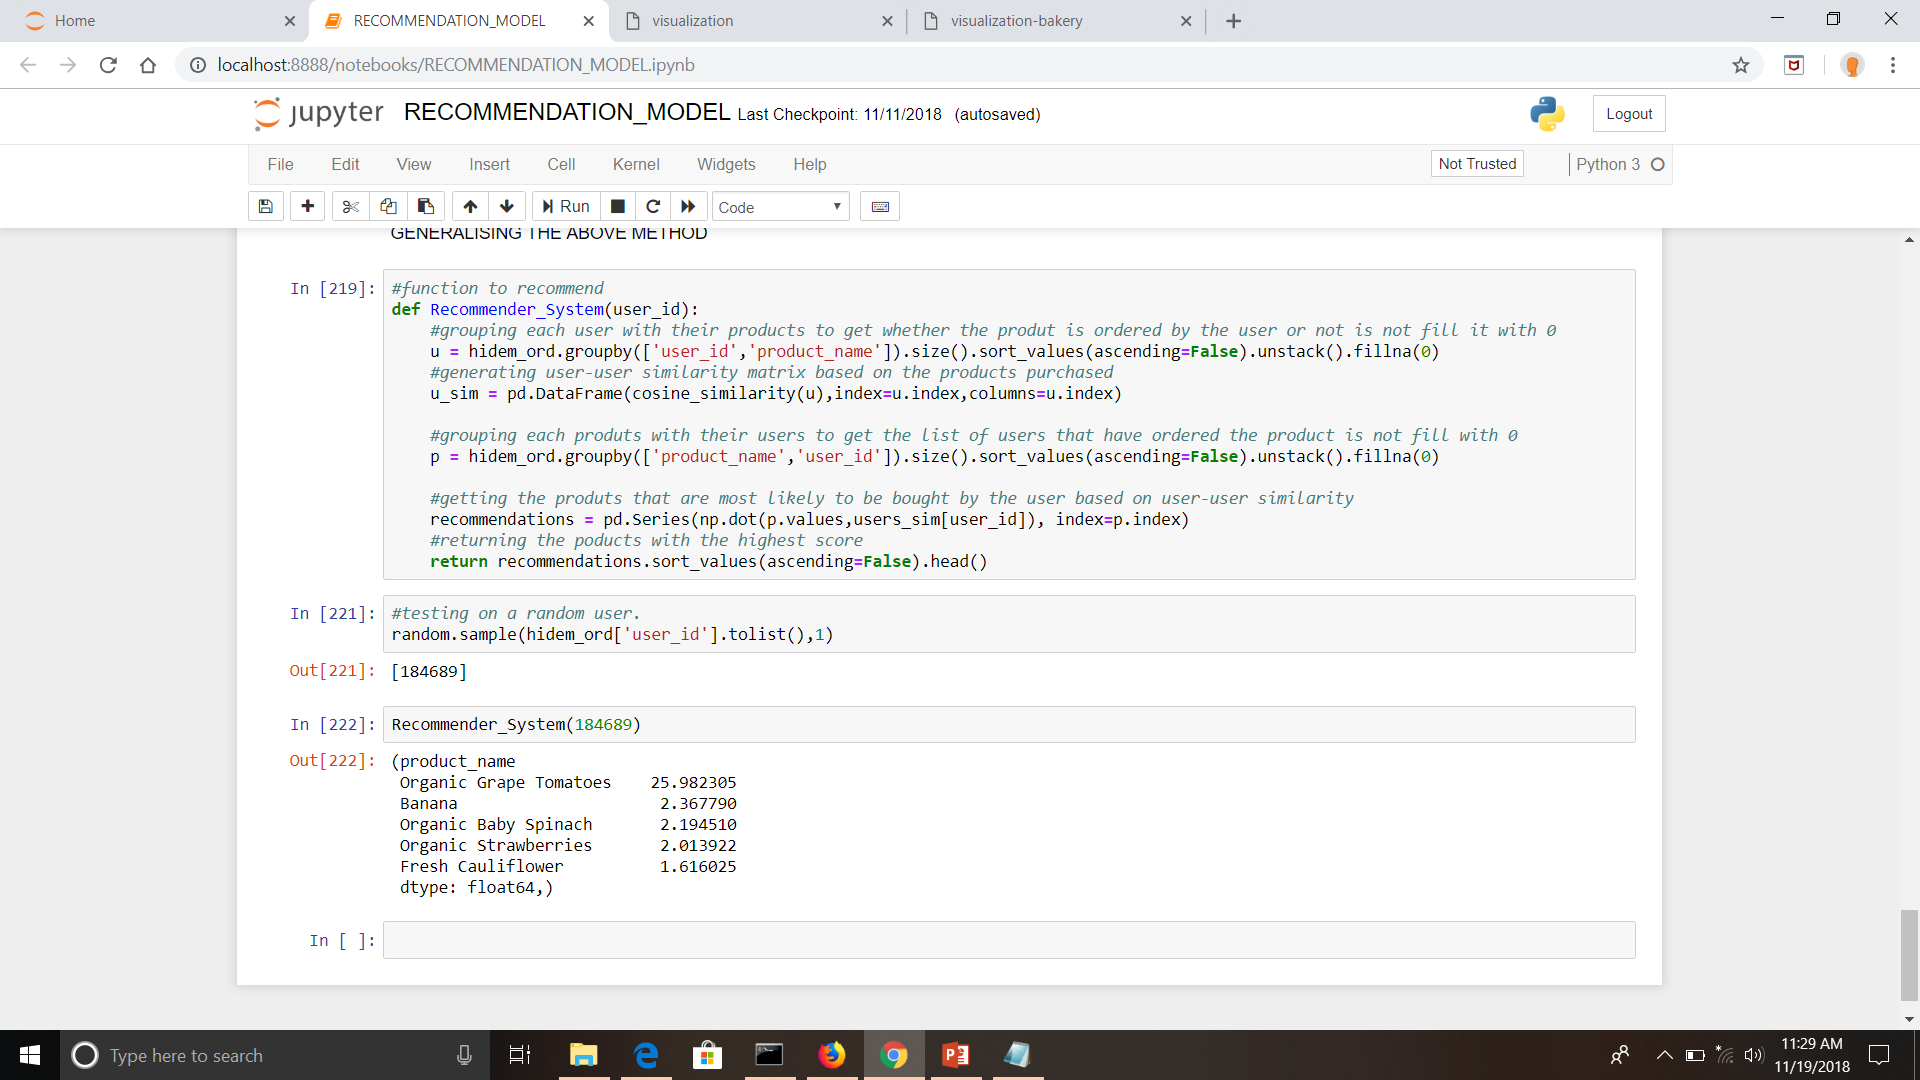 Home
RECOMMENDATION_MODEL
visualization
visualization-bakery
localhost:8888/notebooks/RECOMMENDATION_MODEL.ipynb
jupyter RECOMMENDATION_MODEL Last Checkpoint: 11/11/2018 (autosaved)
Logout
File Edit View Insert Cell Kernel Widgets Help
Not Trusted
Python 3
Run
Code
GENERALISING THE ABOVE METHOD
In [219]:
#function to recommend
def Recommender_System(user_id):
    #grouping each user with their products to get whether the produt is ordered by the user or not is not fill it with 0
    u = hidem_ord.groupby(['user_id','product_name']).size().sort_values(ascending=False).unstack().fillna(0)
    #generating user-user similarity matrix based on the products purchased
    u_sim = pd.DataFrame(cosine_similarity(u),index=u.index,columns=u.index)
    #grouping each produts with their users to get the list of users that have ordered the product is not fill with 0
    p = hidem_ord.groupby(['product_name','user_id']).size().sort_values(ascending=False).unstack().fillna(0)
    #getting the produts that are most likely to be bought by the user based on user-user similarity
    recommendations = pd.Series(np.dot(p.values,users_sim[user_id]), index=p.index)
    #returning the poducts with the highest score
    return recommendations.sort_values(ascending=False).head()
In [221]:
#testing on a random user.
random.sample(hidem_ord['user_id'].tolist(),1)
Out[221]: [184689]
In [222]: Recommender_System(184689)
Out[222]: (product_name
Organic Grape Tomatoes 25.982305
Banana 2.367790
Organic Baby Spinach 2.194510
Organic Strawberries 2.013922
Fresh Cauliflower 1.616025
dtype: float64,)
In [ ]:
Type here to search
11:29 AM
11/19/2018